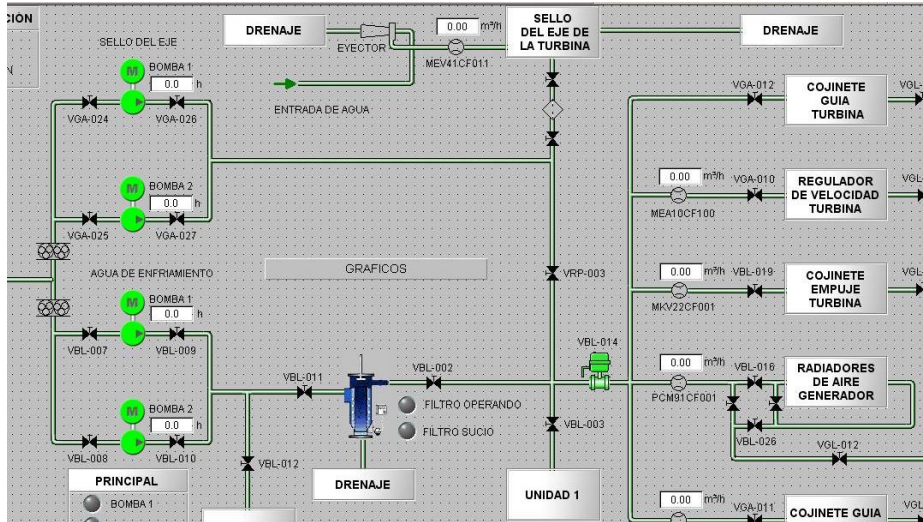 CIÓN
SELLO DEL EJE
DRENAJE
EYECTOR
0.00 m³/h
MEV41CF011
SELLO
DEL EJE DE
LA TURBINA
DRENAJE
M
BOMBA 1
0.0 h
VGA-024
VGA-026
ENTRADA DE AGUA
VGA-012
COJINETE
GUIA
TURBINA
VGL-
M
BOMBA 2
0.0 h
VGA-025
VGA-027
0.00 m³/h
MEA10CF100
VGA-010
REGULADOR
DE VELOCIDAD
TURBINA
VGL-
AGUA DE ENFRIAMIENTO
GRAFICOS
VRP-003
0.00 m³/h
MKV22CF001
VBL-019
COJINETE
EMPUJE
TURBINA
VGL-
M
BOMBA 1
0.0 h
VBL-007
VBL-009
VBL-014
VBL-011
VBL-002
0.00 m³/h
PCM91CF001
VBL-016
RADIADORES
DE AIRE
GENERADOR
M
BOMBA 2
0.0 h
VBL-008
VBL-010
FILTRO OPERANDO
FILTRO SUCIO
VBL-003
VBL-026
VGL-012
VBL-012
PRINCIPAL
BOMBA 1
DRENAJE
UNIDAD 1
0.00 m³/h
VGA-011
COJINETE GUIA
VGL-